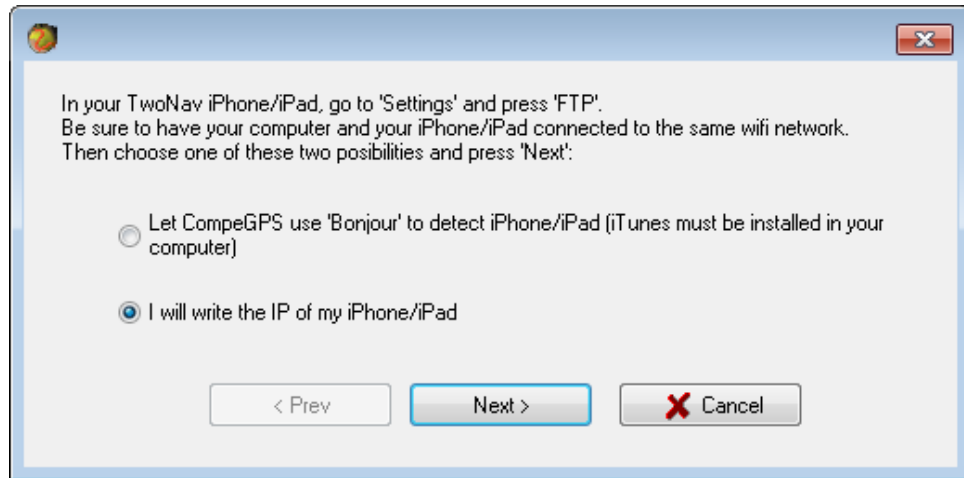 In your TwoNav iPhone/iPad, go to 'Settings' and press 'FTP'.
Be sure to have your computer and your iPhone/iPad connected to the same wifi network.
Then choose one of these two posibilities and press 'Next':
Let CompeGPS use 'Bonjour' to detect iPhone/iPad (iTunes must be installed in your
computer)
I will write the IP of my iPhone/iPad
< Prev
Next >
Cancel